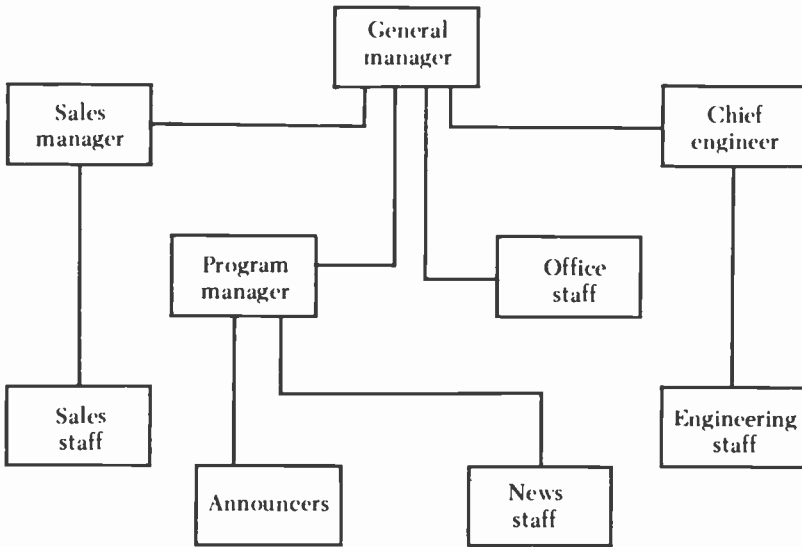 General
manager
Sales
manager
Chief
engineer
Program
manager
Office
staff
Sales
staff
Engineering
staff
Announcers
News
staff